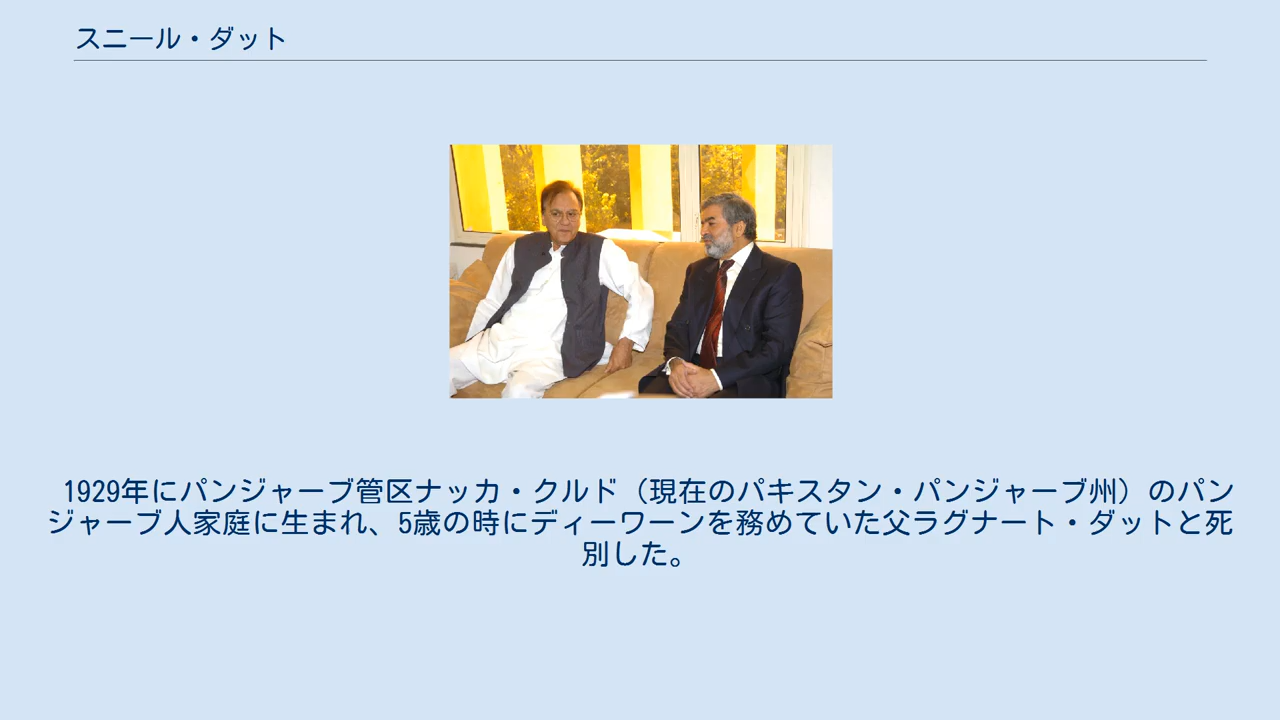 スニール・ダット
1929年にパンジャーブ管区ナッカ・クルド（現在のパキスタン・パンジャーブ州）のパン
ジャーブ人家庭に生まれ、5歳の時にディーワーンを務めていた父ラグナート・ダットと死
別した。